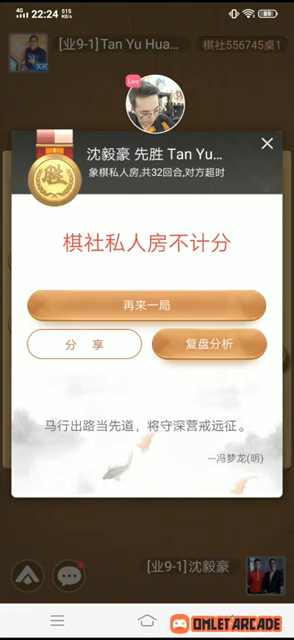 4G 22:24 515 KB/s 89
[业9-1]Tan Yu Hua...
棋社556745桌1
Live
沈毅豪 先胜 Tan Yu...
象棋私人房,共32回合,对方超时
棋社私人房不计分
再来一局
分 享
复盘分析
马行出路当先道，将守深营戒远征。
---冯梦龙(明)
[业9-1]沈毅豪
OMLET ARCADE